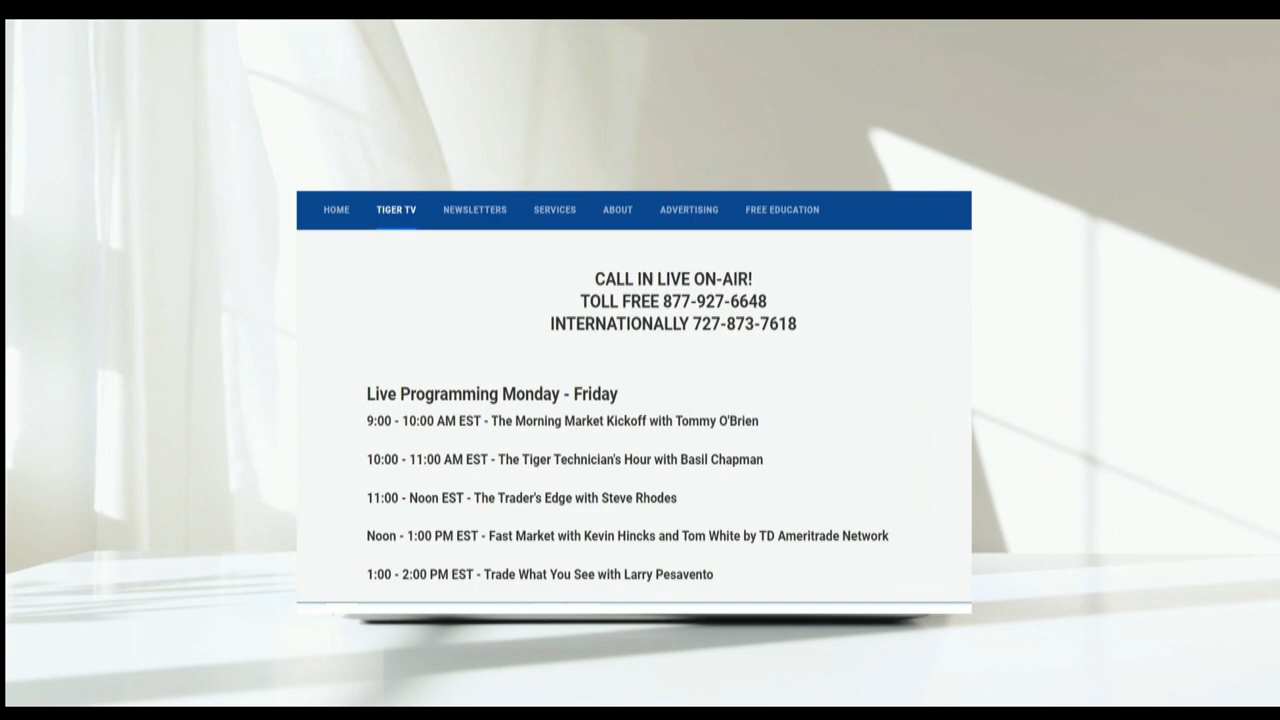 HOME TIGER TV NEWSLETTERS SERVICES ABOUT ADVERTISING FREE EDUCATION
CALL IN LIVE ON-AIR!
TOLL FREE 877-927-6648
INTERNATIONALLY 727-873-7618
Live Programming Monday - Friday
9:00 - 10:00 AM EST - The Morning Market Kickoff with Tommy O'Brien
10:00 - 11:00 AM EST - The Tiger Technician's Hour with Basil Chapman
11:00 - Noon EST - The Trader's Edge with Steve Rhodes
Noon - 1:00 PM EST - Fast Market with Kevin Hincks and Tom White by TD Ameritrade Network
1:00 - 2:00 PM EST - Trade What You See with Larry Pesavento